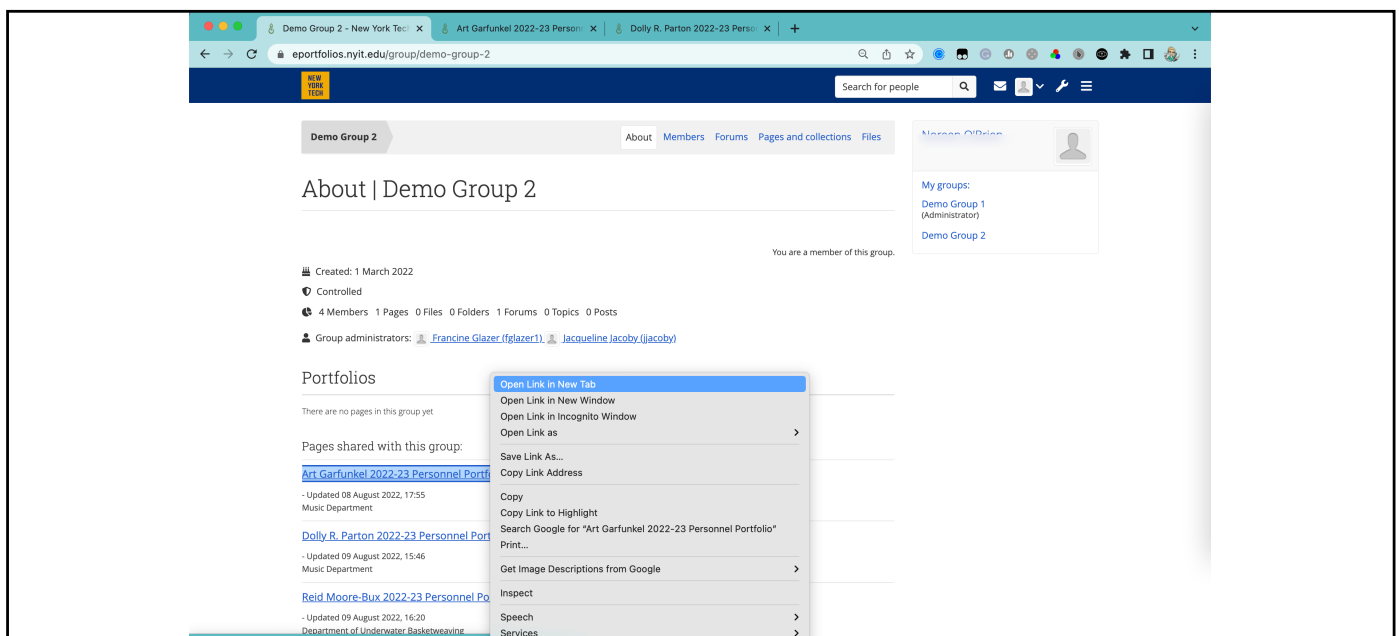 Demo Group 2 - New York Tec
Art Garfunkel 2022-23 Personn
Dolly R. Parton 2022-23 Perso
eportfolios.nyit.edu/group/demo-group-2
NEW
YORK
TECH
Search for people
Demo Group 2
About Members Forums Pages and collections Files
About | Demo Group 2
My groups:
Demo Group 1
(Administrator)
Demo Group 2
You are a member of this group.
Created: 1 March 2022
Controlled
4 Members 1 Pages 0 Files 0 Folders 1 Forums 0 Topics 0 Posts
Group administrators: Francine Glazer (fglazer1) Jacqueline Jacoby (jjacoby)
Portfolios
There are no pages in this group yet
Pages shared with this group:
Art Garfunkel 2022-23 Personnel Portf
- Updated 08 August 2022, 17:55
Music Department
Dolly R. Parton 2022-23 Personnel Port
- Updated 09 August 2022, 15:46
Music Department
Reid Moore-Bux 2022-23 Personnel Po
- Updated 09 August 2022, 16:20
Department of Underwater Basketweaving
Open Link in New Tab
Open Link in New Window
Open Link in Incognito Window
Open Link as
Save Link As...
Copy Link Address
Copy
Copy Link to Highlight
Search Google for “Art Garfunkel 2022-23 Personnel Portfolio”
Print...
Get Image Descriptions from Google
Inspect
Speech
Services